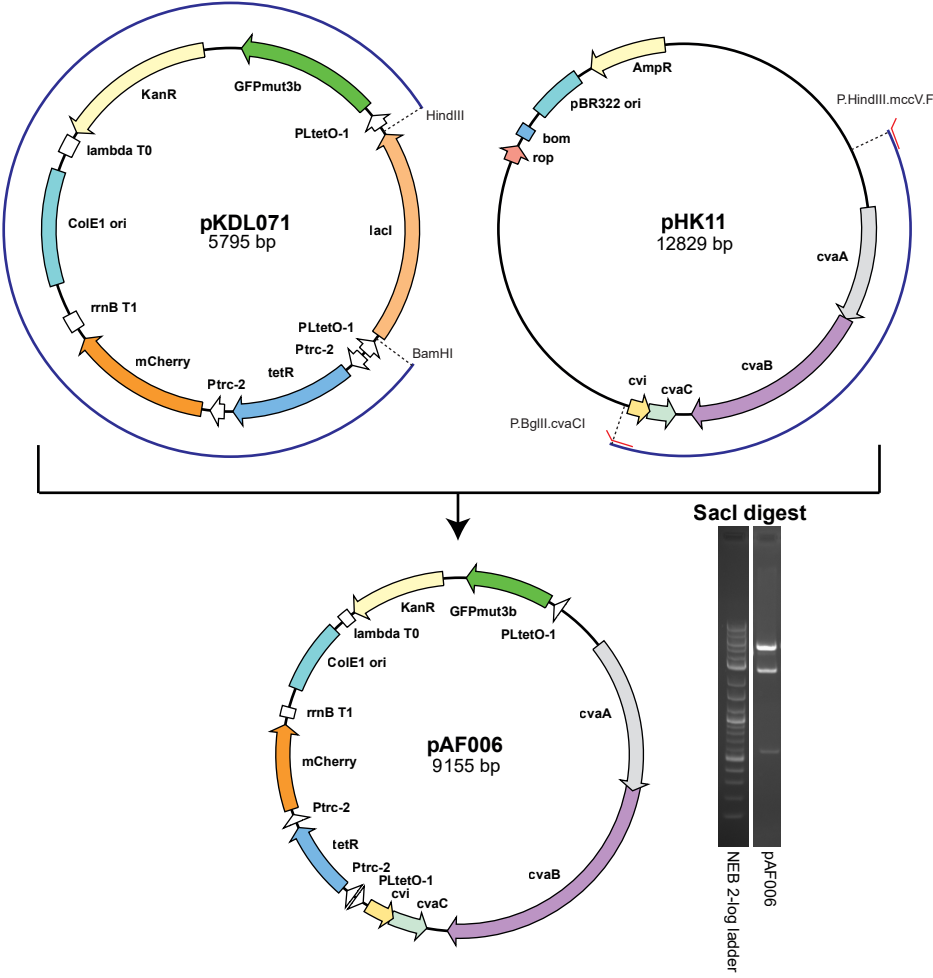 KanR
GFPmut3b
HindIII
PLtetO-1
lambda T0
ColE1 ori
pKDL071
5795 bp
lacI
rrnB T1
PLtetO-1
Ptrc-2
BamHI
mCherry
tetR
Ptrc-2
AmpR
pBR322 ori
P.HindIII.mccV.F
bom
rop
pHK11
12829 bp
cvaA
cvaB
cvi
cvaC
P.BglII.cvaCI
SacI digest
KanR
GFPmut3b
lambda T0
PLtetO-1
ColE1 ori
rrnB T1
cvaA
pAF006
9155 bp
mCherry
Ptrc-2
tetR
Ptrc-2
PLtetO-1
cvi
cvaC
cvaB
NEB 2-log ladder
pAF006